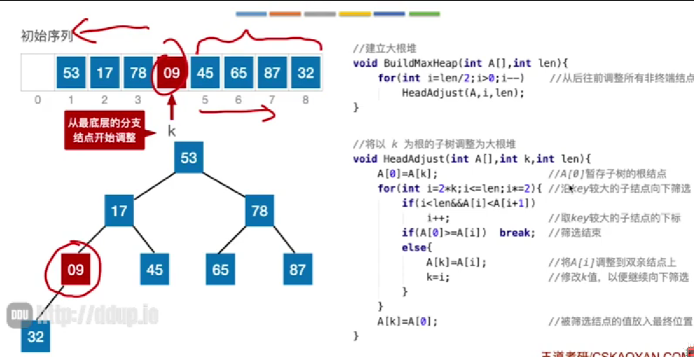 初始序列
53 17 78 09 45 65 87 32
0 1 2 3 5 6 7 8
从最底层的分支
结点开始调整
k
53
17 78
09 45 65 87
32
DDU http://ddup.io
//建立大根堆
void BuildMaxHeap(int A[],int len){
for(int i=len/2;i>0;i--) //从后往前调整所有非终端结点
HeadAdjust(A,i,len);
}
//将以 k 为根的子树调整为大根堆
void HeadAdjust(int A[],int k,int len){
A[0]=A[k]; //A[0]暂存子树的根结点
for(int i=2*k;i<=len;i*=2){ //沿key较大的子结点向下筛选
if(i<len&&A[i]<A[i+1])
i++; //取key较大的子结点的下标
if(A[0]>=A[i]) break; //筛选结束
else{
A[k]=A[i]; //将A[i]调整到双亲结点上
k=i; //修改k值，以便继续向下筛选
}
}
A[k]=A[0]; //被筛选结点的值放入最终位置
}
王道考研/CSKAOYAN.COM